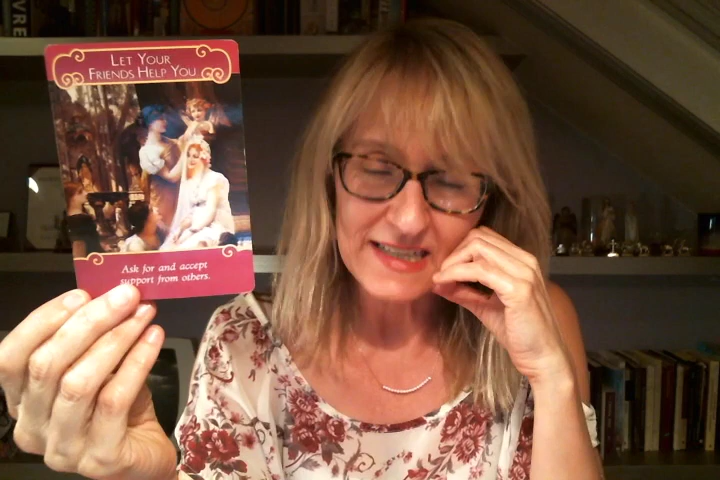 LET YOUR
FRIENDS HELP YOU
Ask for and accept
support from others.